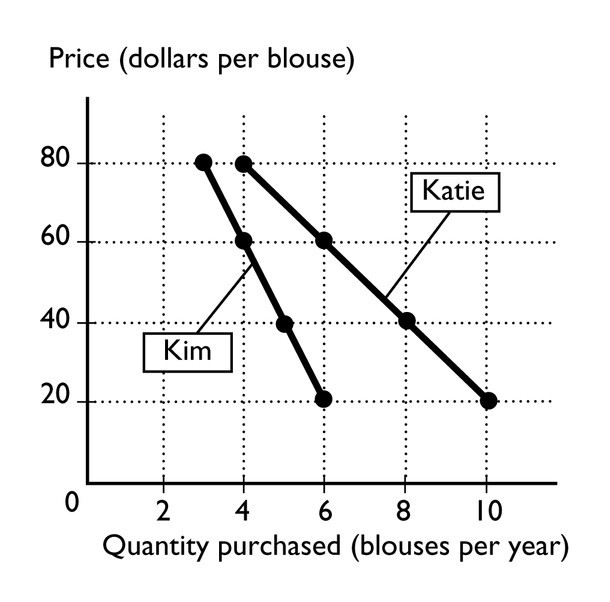 Price (dollars per blouse)
80
Katie
60
40
Kim
20
0
2 4 6 8 10
Quantity purchased (blouses per year)